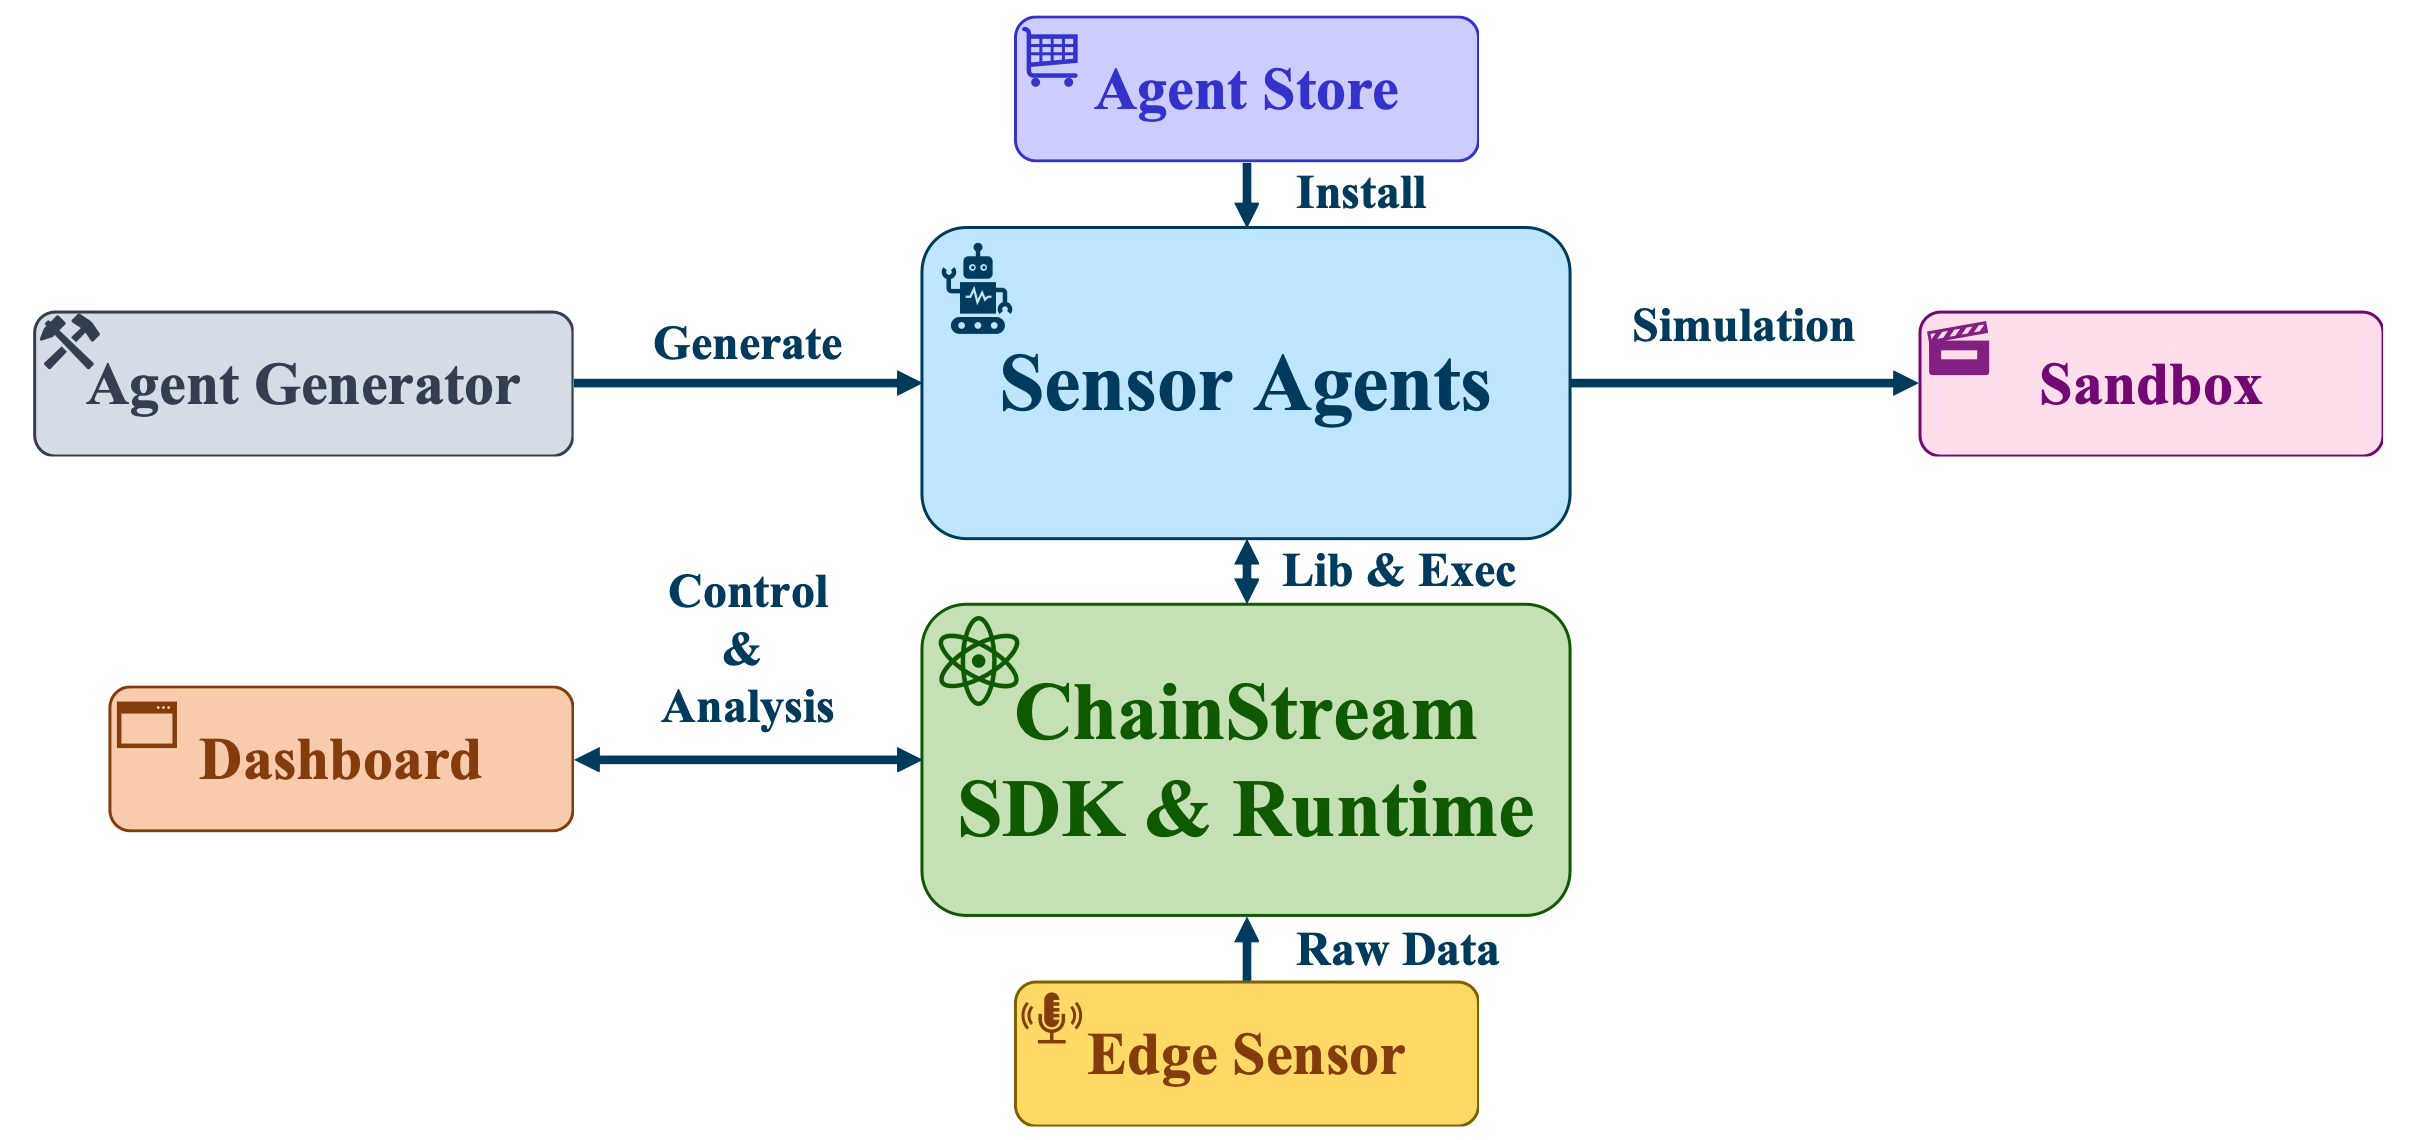 Agent Store
Install
Generate
Simulation
Agent Generator
Sensor Agents
Sandbox
Lib & Exec
Control
&
Analysis
ChainStream
SDK & Runtime
Dashboard
Raw Data
Edge Sensor